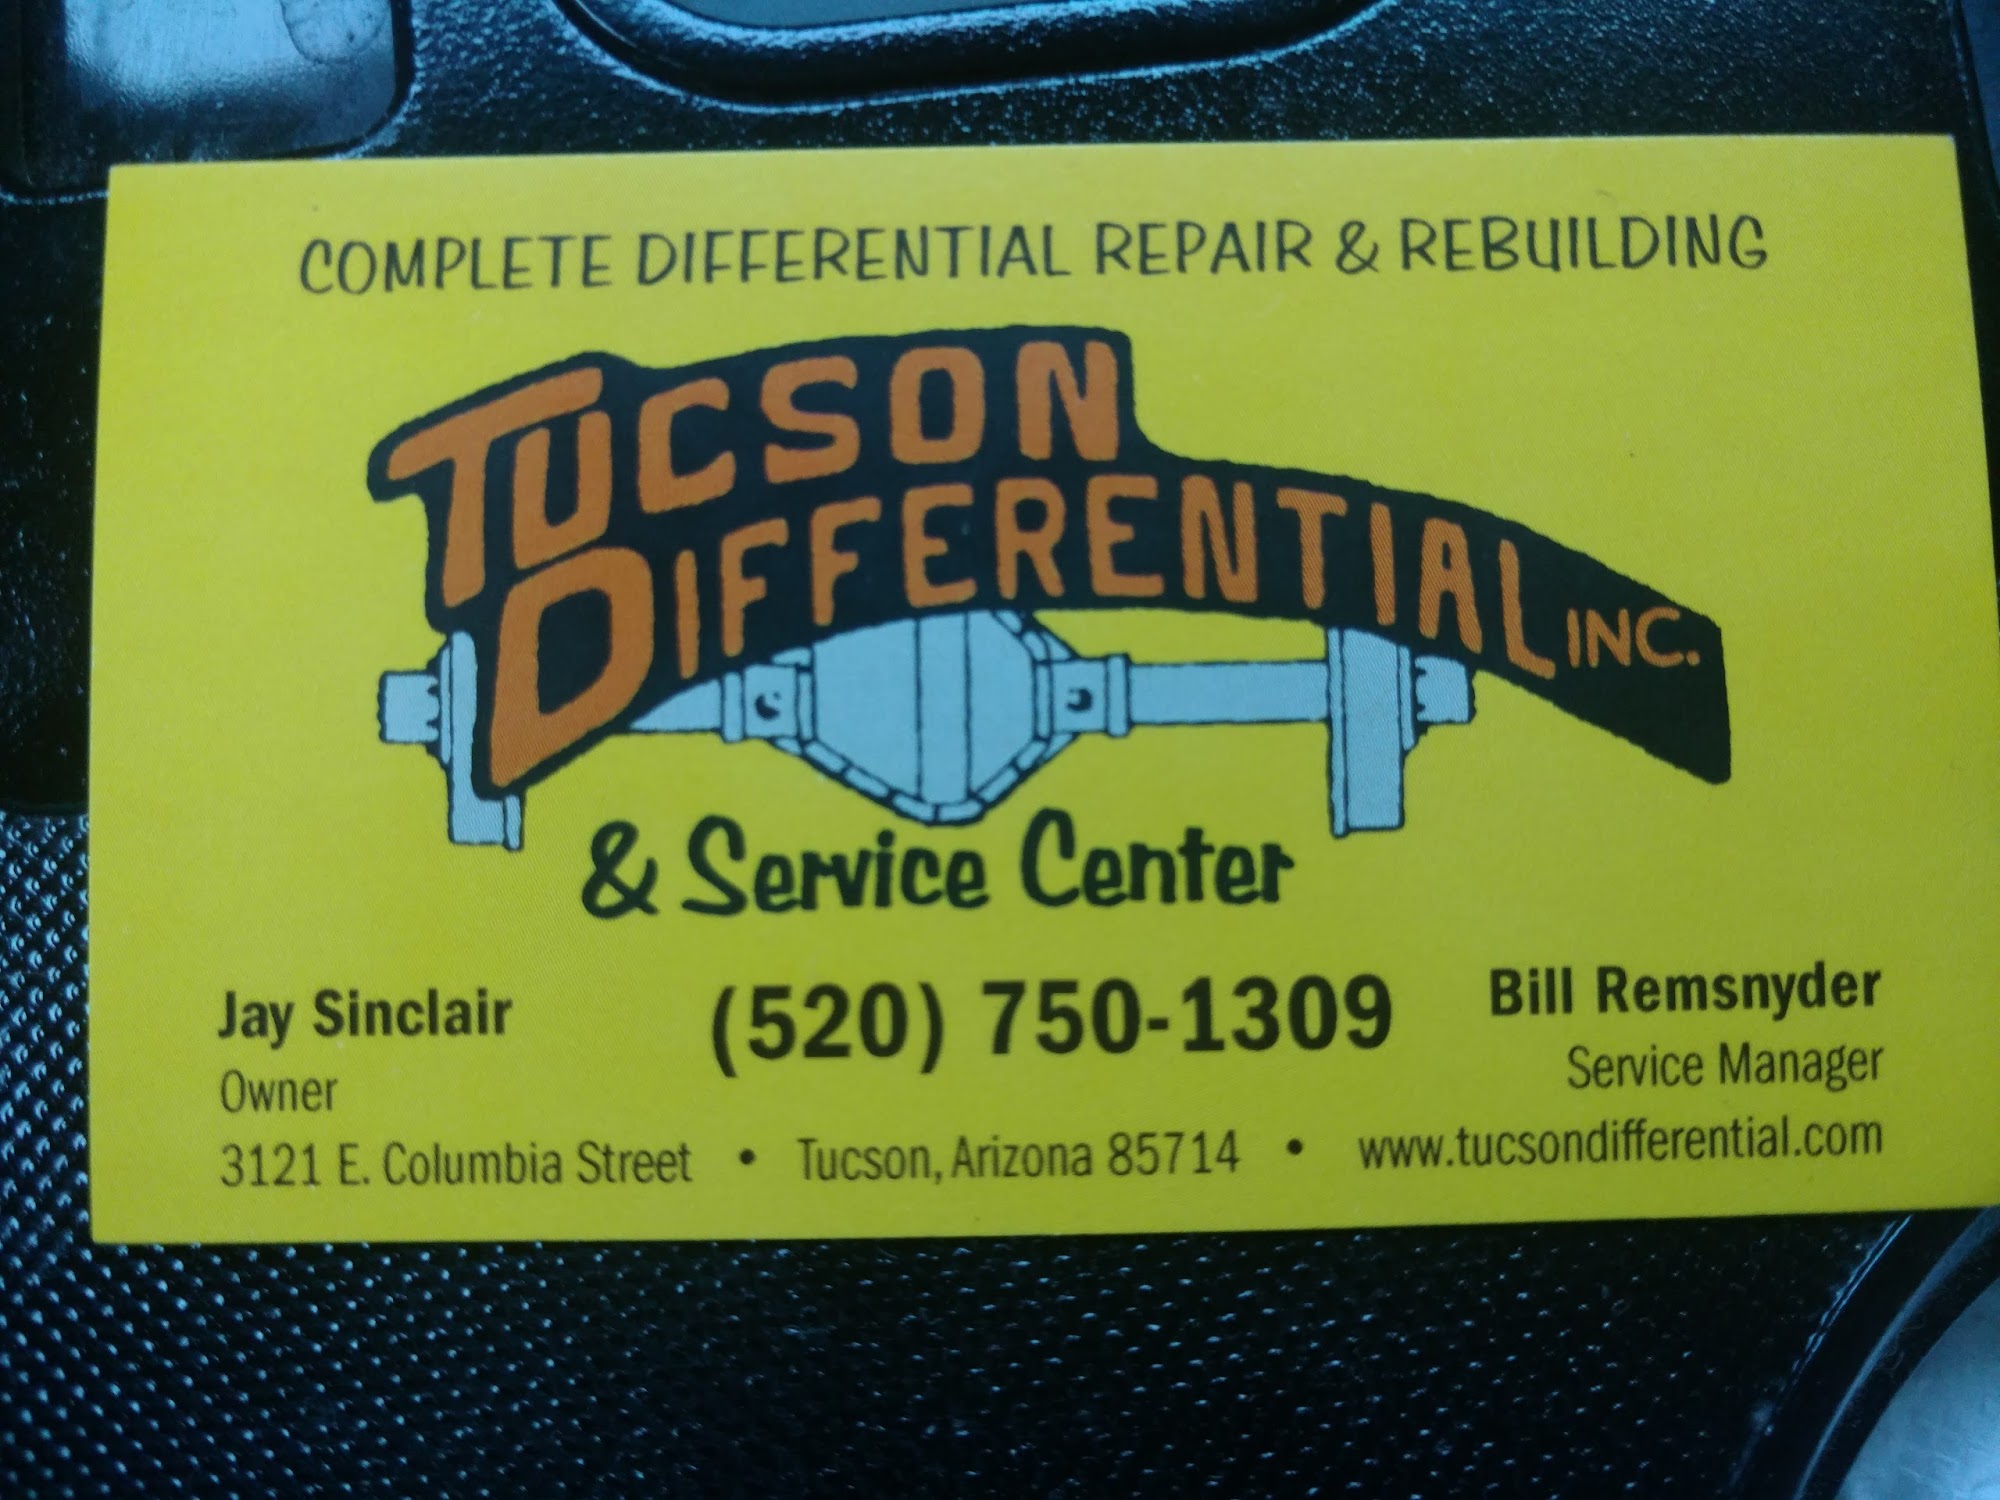 COMPLETE DIFFERENTIAL REPAIR & REBUILDING
TUCSON
DIFFERENTIAL INC.
& Service Center
Jay Sinclair
Owner
(520) 750-1309
Bill Remsnyder
Service Manager
3121 E. Columbia Street • Tucson, Arizona 85714 • www.tucsondifferential.com